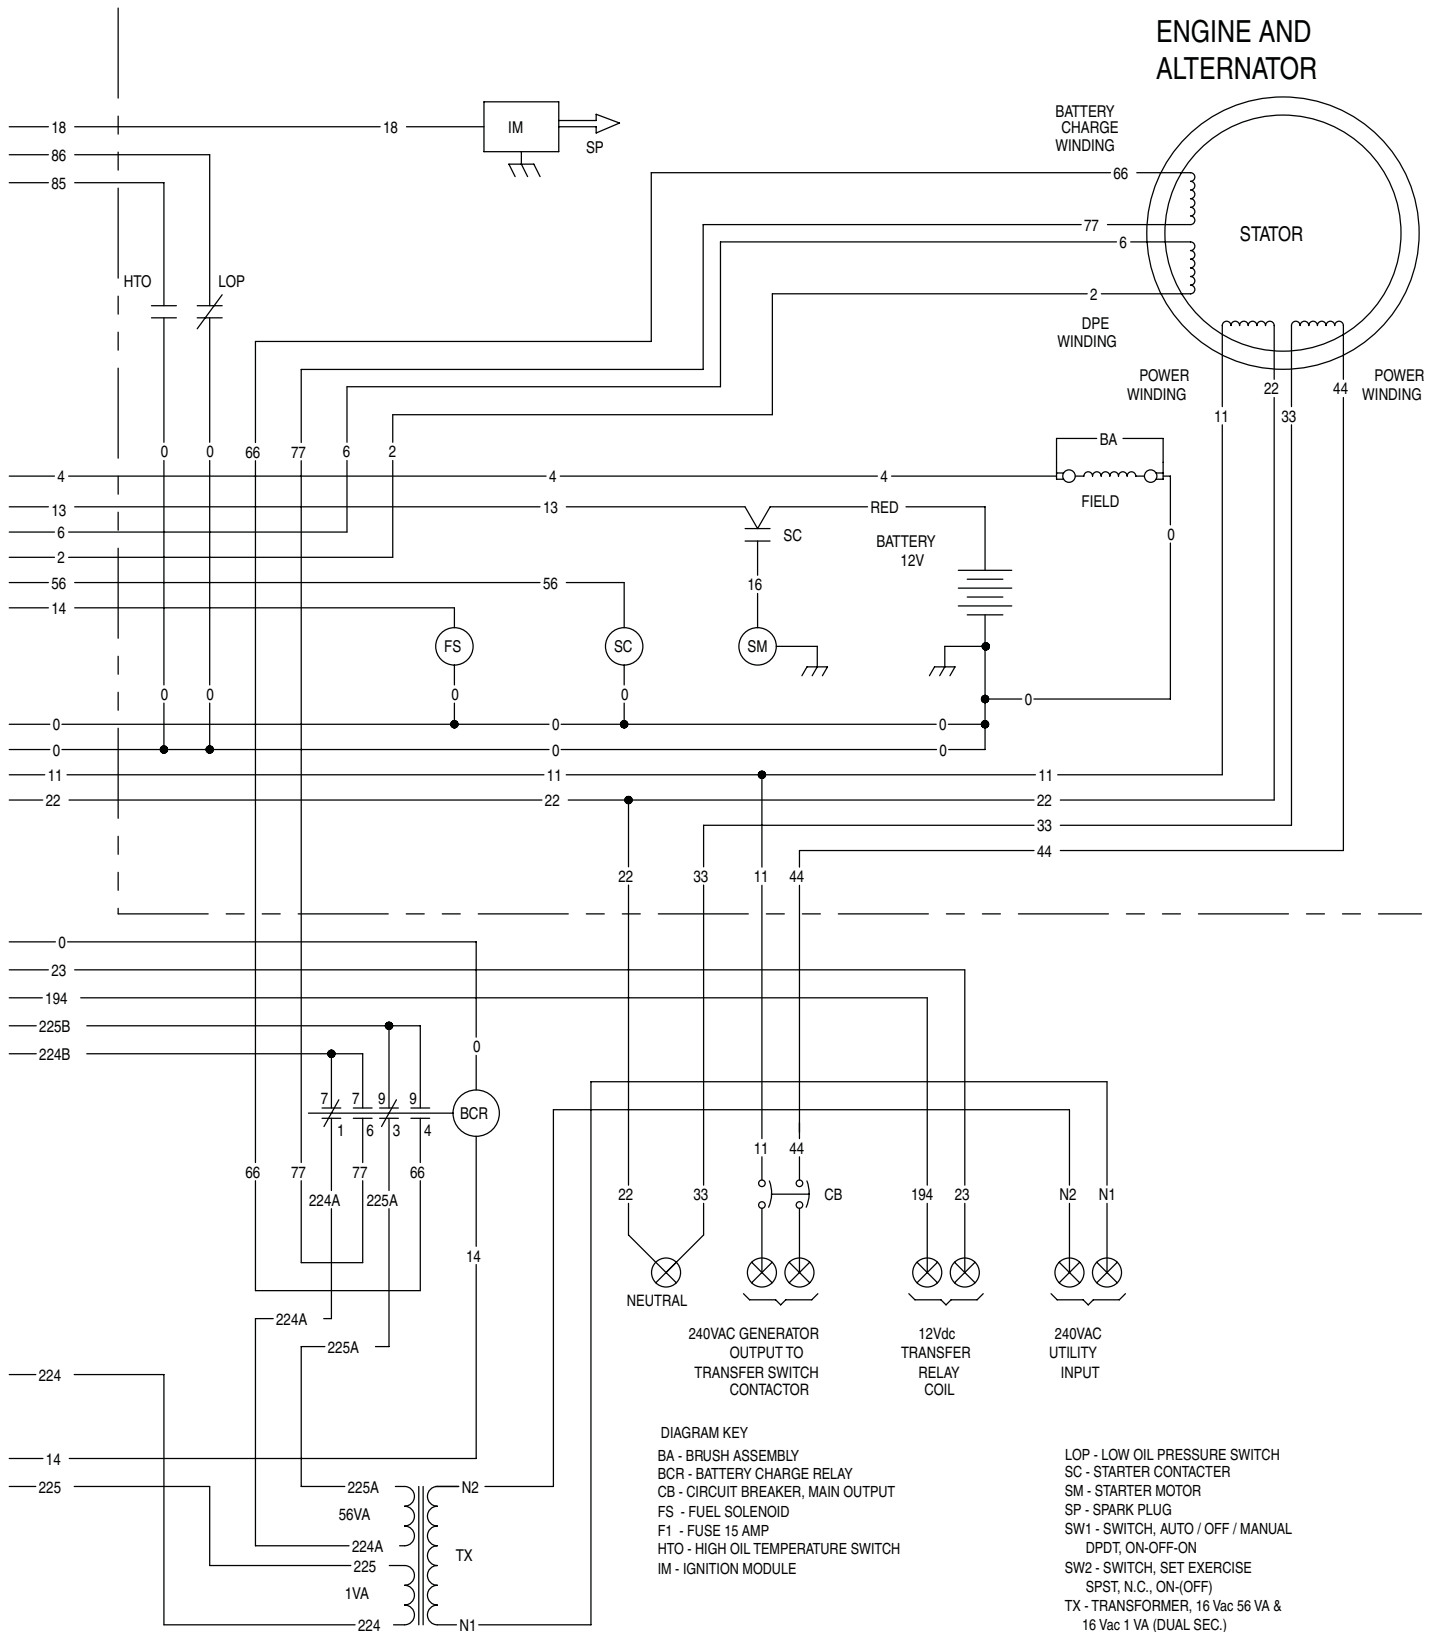 ENGINE AND
ALTERNATOR
BATTERY
CHARGE
WINDING
18
18
IM
SP
86
85
66
77
6
STATOR
HTO
LOP
2
DPE
WINDING
POWER
WINDING
22
44
POWER
WINDING
11
33
BA
0
0
66
77
6
2
4
4
4
FIELD
13
13
RED
SC
BATTERY
12V
0
6
2
56
56
16
14
FS
SC
SM
0
0
0
0
0
0
0
0
0
0
0
11
11
11
22
22
22
33
44
22
33
11
44
0
23
194
225B
224B
0
7
7
9
9
BCR
1
6
3
4
11
44
66
77
77
66
224A
225A
22
33
CB
194
23
N2
N1
14
NEUTRAL
224A
240VAC GENERATOR
OUTPUT TO
TRANSFER SWITCH
CONTACTOR
12Vdc
TRANSFER
RELAY
COIL
240VAC
UTILITY
INPUT
225A
224
14
225
225A
N2
56VA
224A
TX
225
1VA
224
N1
DIAGRAM KEY
BA - BRUSH ASSEMBLY
BCR - BATTERY CHARGE RELAY
CB - CIRCUIT BREAKER, MAIN OUTPUT
FS - FUEL SOLENOID
F1 - FUSE 15 AMP
HTO - HIGH OIL TEMPERATURE SWITCH
IM - IGNITION MODULE
LOP - LOW OIL PRESSURE SWITCH
SC - STARTER CONTACTER
SM - STARTER MOTOR
SP - SPARK PLUG
SW1 - SWITCH, AUTO / OFF / MANUAL
DPDT, ON-OFF-ON
SW2 - SWITCH, SET EXERCISE
SPST, N.C., ON-(OFF)
TX - TRANSFORMER, 16 Vac 56 VA &
16 Vac 1 VA (DUAL SEC.)